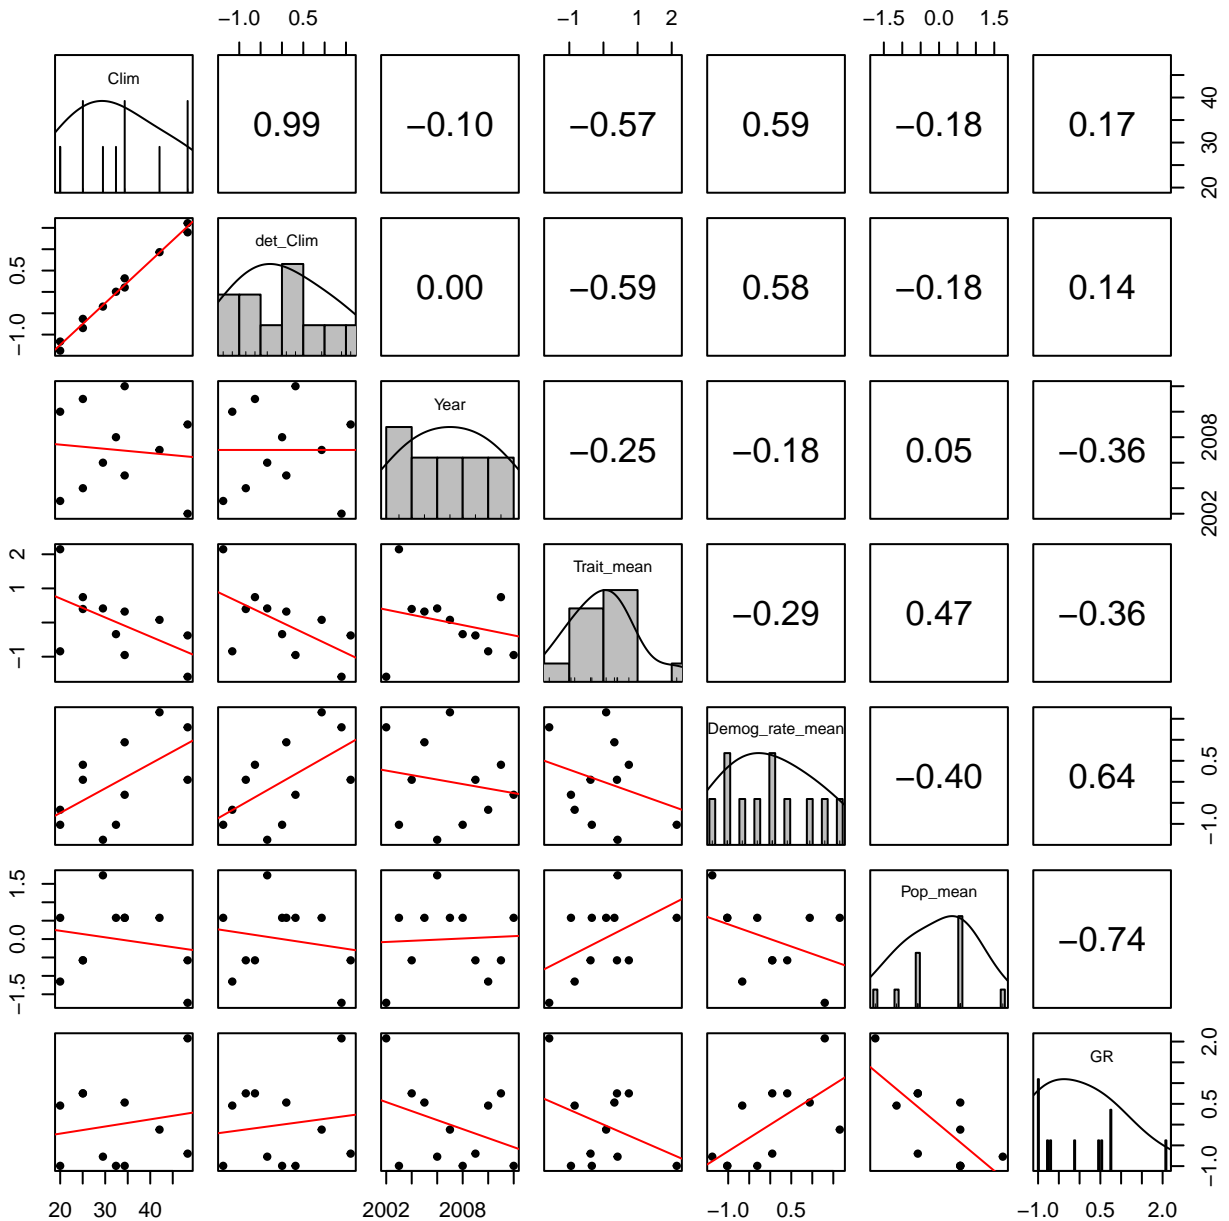 −1.0 0.5 −1 1 2 −1.5 0.0 1.5
Clim 0.99 −0.10 −0.57 0.59 −0.18 0.17 20 30 40
−1.0 0.5 det_Clim 0.00 −0.59 0.58 −0.18 0.14
Year −0.25 −0.18 0.05 −0.36 2002 2008
−1 1 2 Trait_mean −0.29 0.47 −0.36
Demog_rate_mean −0.40 0.64 −1.0 0.5
−1.5 0.0 1.5 Pop_mean −0.74
GR −1.0 0.5 2.0
20 30 40 2002 2008 −1.0 0.5 −1.0 0.5 2.0